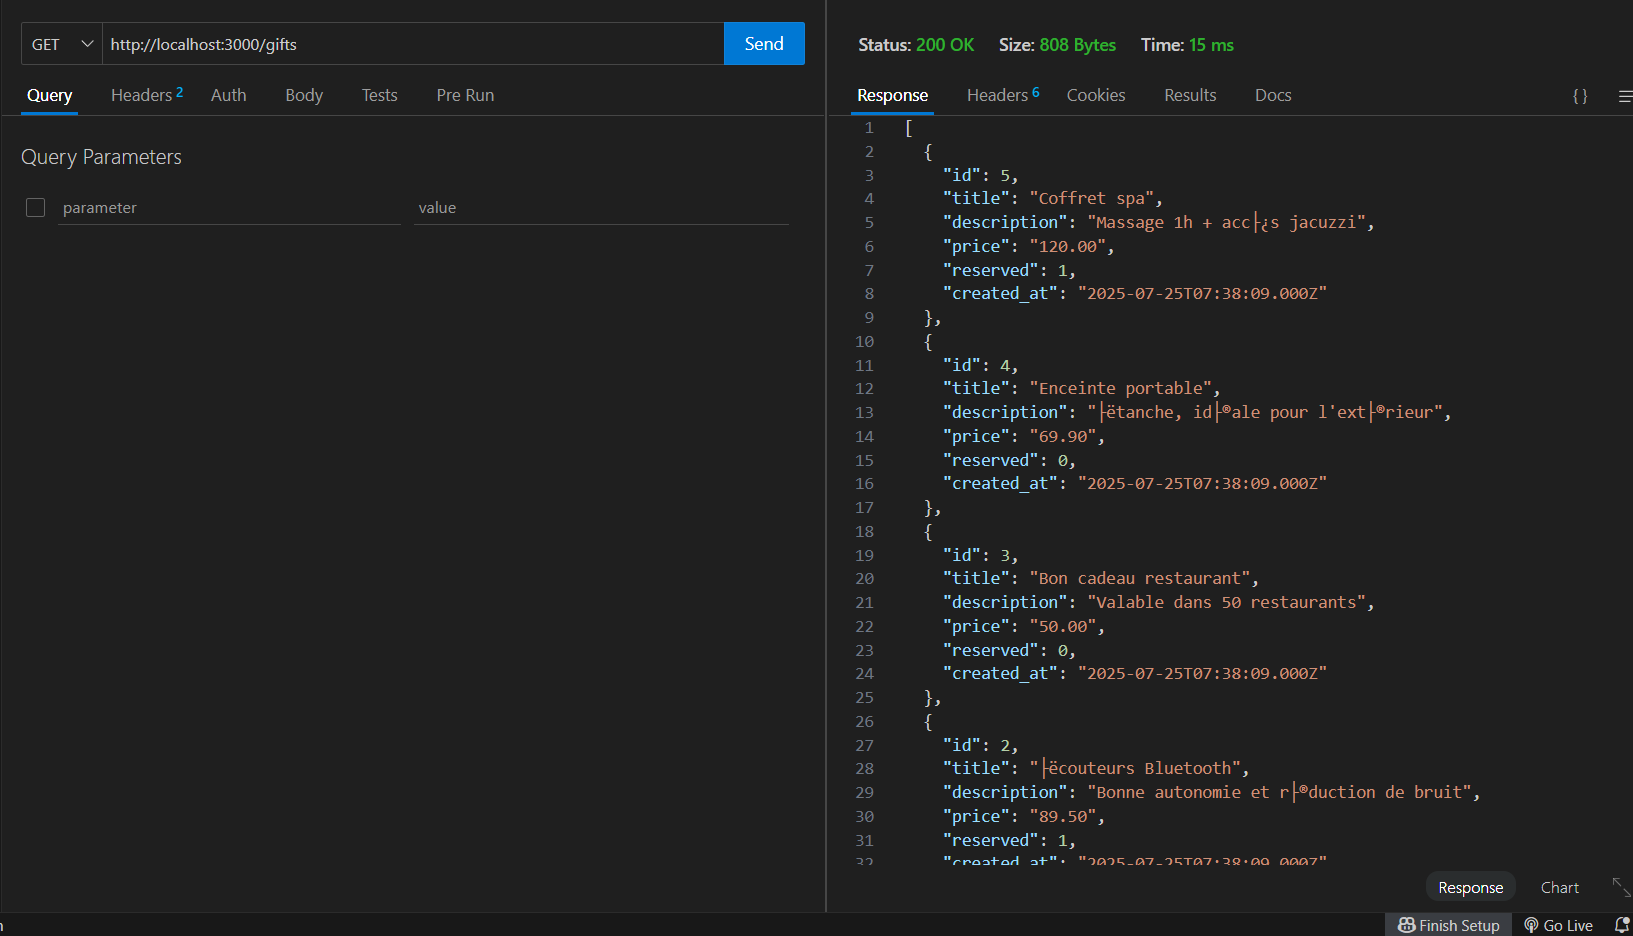 GET http://localhost:3000/gifts Send
Query Headers 2 Auth Body Tests Pre Run
Query Parameters
parameter value
Status: 200 OK Size: 808 Bytes Time: 15 ms
Response Headers 6 Cookies Results Docs {}
1 [
2 {
3 "id": 5,
4 "title": "Coffret spa",
5 "description": "Massage 1h + acc├¿s jacuzzi",
6 "price": "120.00",
7 "reserved": 1,
8 "created_at": "2025-07-25T07:38:09.000Z"
9 },
10 {
11 "id": 4,
12 "title": "Enceinte portable",
13 "description": "├ëtanche, id├®ale pour l'ext├®rieur",
14 "price": "69.90",
15 "reserved": 0,
16 "created_at": "2025-07-25T07:38:09.000Z"
17 },
18 {
19 "id": 3,
20 "title": "Bon cadeau restaurant",
21 "description": "Valable dans 50 restaurants",
22 "price": "50.00",
23 "reserved": 0,
24 "created_at": "2025-07-25T07:38:09.000Z"
25 },
26 {
27 "id": 2,
28 "title": "├ëcouteurs Bluetooth",
29 "description": "Bonne autonomie et r├®duction de bruit",
30 "price": "89.50",
31 "reserved": 1,
32 "created_at": "2025-07-25T07:38:09.000Z"
Response Chart
Finish Setup Go Live